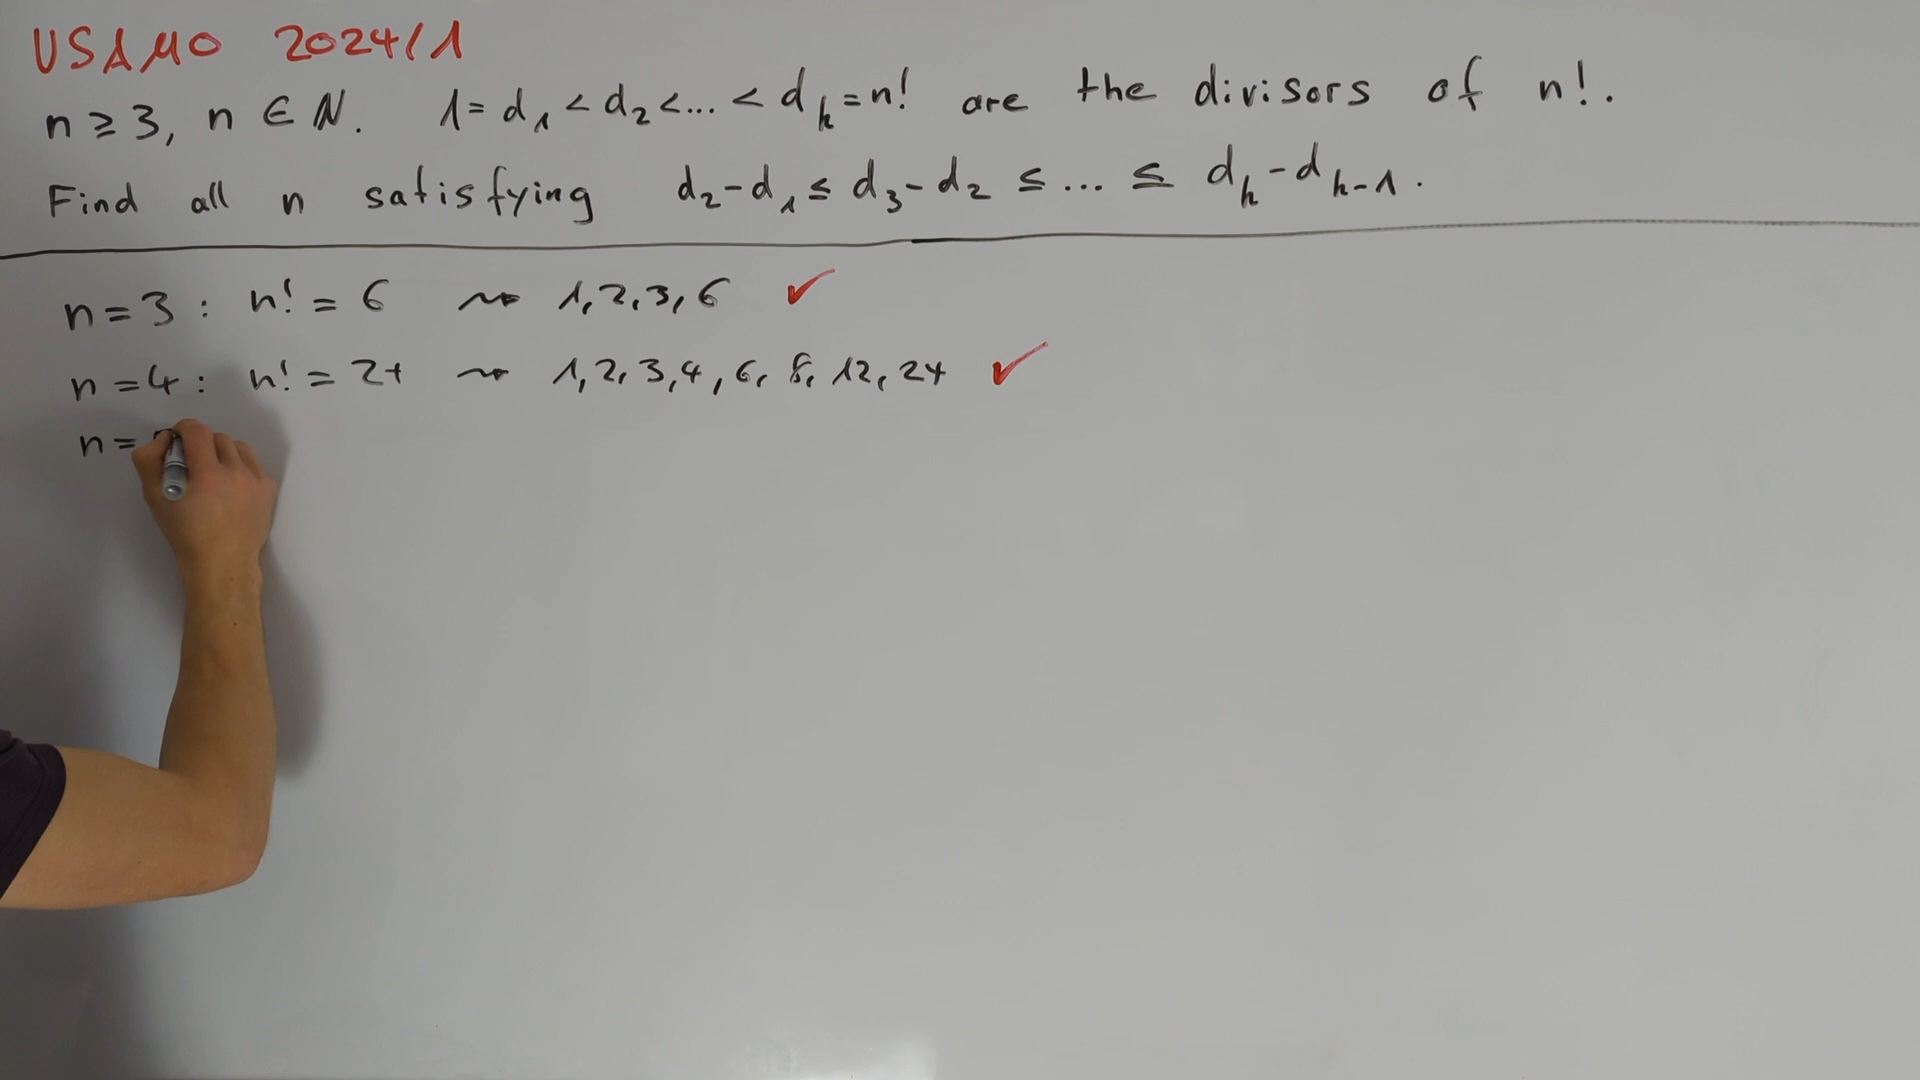 USAMO 2024/1
n ≥ 3, n ∈ N. 1 = d₁ < d₂ < ... < dₖ = n! are the divisors of n!.
Find all n satisfying d₂ - d₁ ≤ d₃ - d₂ ≤ ... ≤ dₖ - dₖ₋₁.
n = 3 : n! = 6 ⇝ 1, 2, 3, 6 ✓
n = 4 : n! = 24 ⇝ 1, 2, 3, 4, 6, 8, 12, 24 ✓
n =